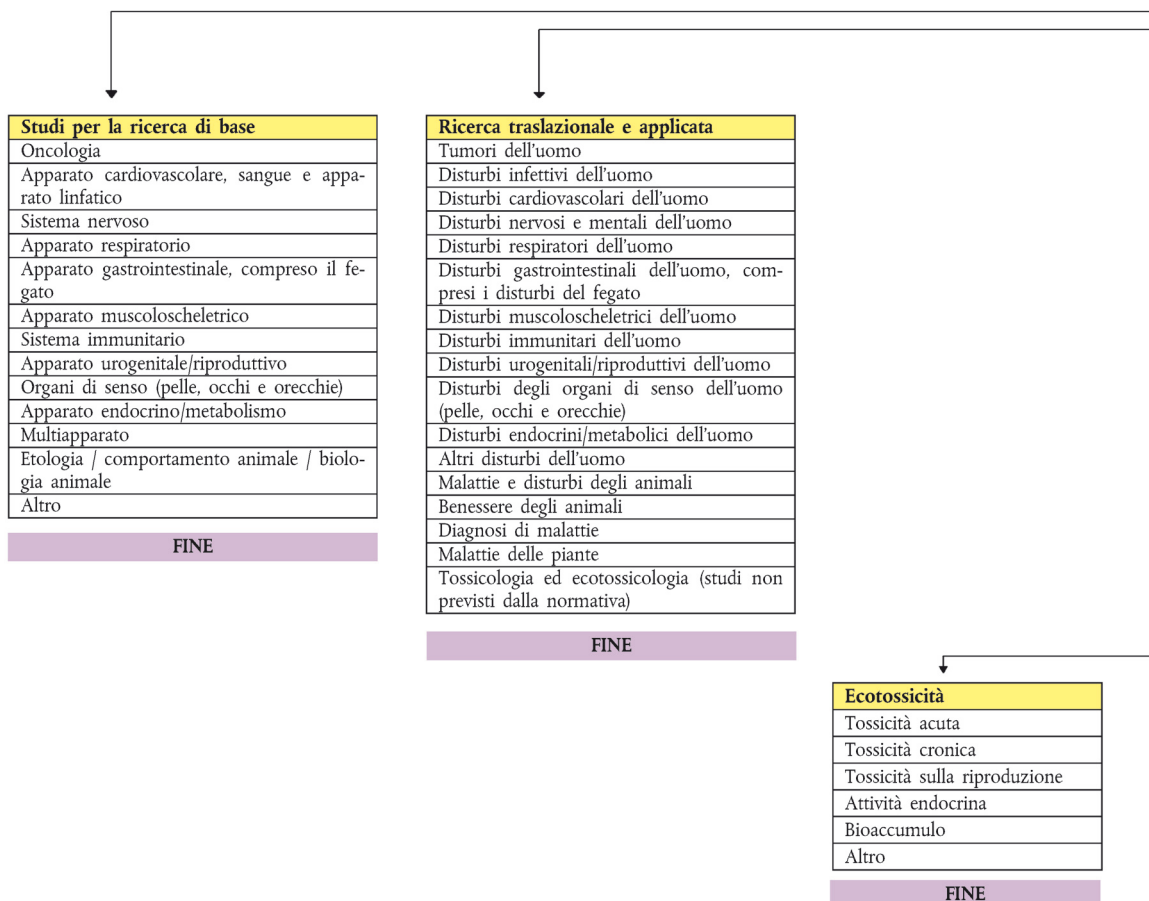 Studi per la ricerca di base
Oncologia
Apparato cardiovascolare, sangue e appa-
rato linfatico
Sistema nervoso
Apparato respiratorio
Apparato gastrointestinale, compreso il fe-
gato
Apparato muscoloscheletrico
Sistema immunitario
Apparato urogenitale/riproduttivo
Organi di senso (pelle, occhi e orecchie)
Apparato endocrino/metabolismo
Multiapparato
Etologia / comportamento animale / biolo-
gia animale
Altro
FINE
Ricerca traslazionale e applicata
Tumori dell'uomo
Disturbi infettivi dell'uomo
Disturbi cardiovascolari dell'uomo
Disturbi nervosi e mentali dell'uomo
Disturbi respiratori dell'uomo
Disturbi gastrointestinali dell'uomo, com-
presi i disturbi del fegato
Disturbi muscoloscheletrici dell'uomo
Disturbi immunitari dell'uomo
Disturbi urogenitali/riproduttivi dell'uomo
Disturbi degli organi di senso dell'uomo
(pelle, occhi e orecchie)
Disturbi endocrini/metabolici dell'uomo
Altri disturbi dell'uomo
Malattie e disturbi degli animali
Benessere degli animali
Diagnosi di malattie
Malattie delle piante
Tossicologia ed ecotossicologia (studi non
previsti dalla normativa)
FINE
Ecotossicità
Tossicità acuta
Tossicità cronica
Tossicità sulla riproduzione
Attività endocrina
Bioaccumulo
Altro
FINE